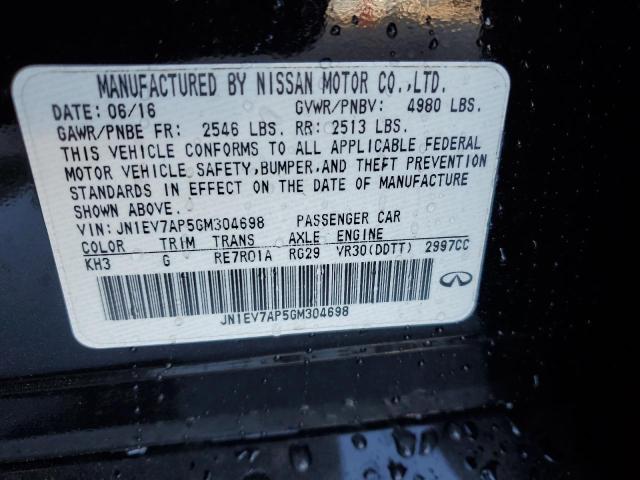 MANUFACTURED BY NISSAN MOTOR CO.,LTD.
DATE: 06/16 GVWR/PNBV: 4980 LBS.
GAWR/PNBE FR: 2546 LBS. RR: 2513 LBS.
THIS VEHICLE CONFORMS TO ALL APPLICABLE FEDERAL
MOTOR VEHICLE SAFETY,BUMPER,AND THEFT PREVENTION
STANDARDS IN EFFECT ON THE DATE OF MANUFACTURE
SHOWN ABOVE.
VIN: JN1EV7AP5GM304698 PASSENGER CAR
COLOR TRIM TRANS AXLE ENGINE
KH3 G RE7R01A RG29 VR30(DDTT) 2997CC
JN1EV7AP5GM304698